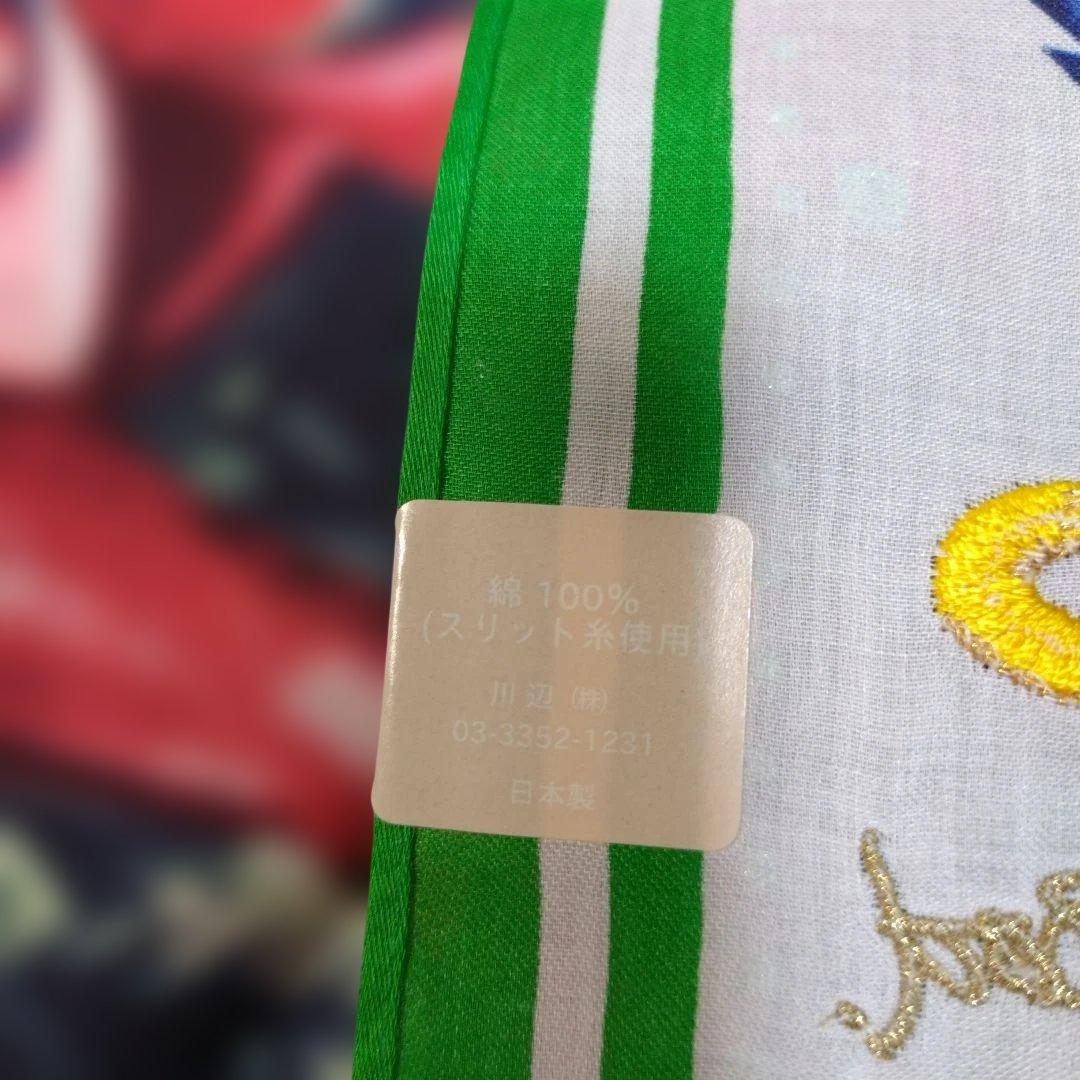 綿 100%
(スリット糸使用)
川辺 ㈱
03-3352-1231
日本製